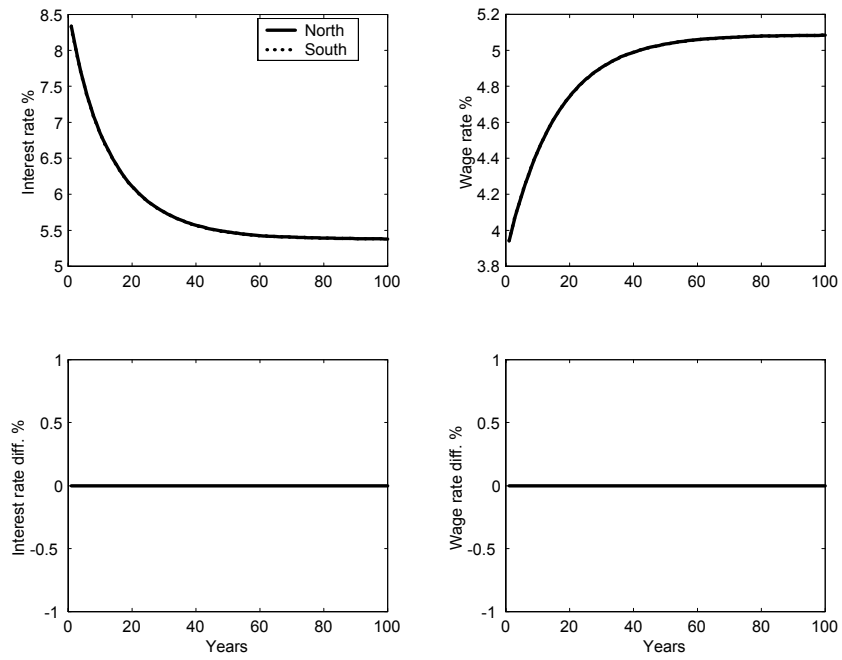 8.5
8
7.5
7
6.5
6
5.5
5
Interest rate %
North
South
0 20 40 60 80 100
5.2
5
4.8
4.6
4.4
4.2
4
3.8
Wage rate %
0 20 40 60 80 100
1
0.5
0
-0.5
-1
Interest rate diff. %
0 20 40 60 80 100
Years
1
0.5
0
-0.5
-1
Wage rate diff. %
0 20 40 60 80 100
Years